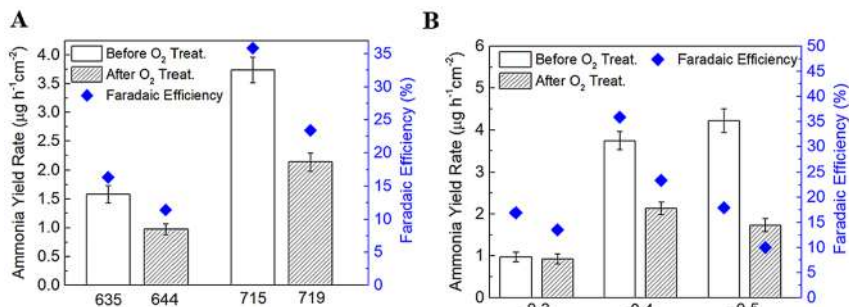 A
Ammonia Yield Rate (µg h⁻¹cm⁻²)
4.0
3.5
3.0
2.5
2.0
1.5
1.0
0.5
0.0
Before O₂ Treat.
After O₂ Treat.
Faradaic Efficiency
35
30
25
20
15
10
5
0
Faradaic Efficiency (%)
635 644 715 719
B
Ammonia Yield Rate (µg h⁻¹cm⁻²)
6
5
4
3
2
1
0
Before O₂ Treat.
After O₂ Treat.
Faradaic Efficiency
50
45
40
35
30
25
20
15
10
5
0
Faradaic Efficiency (%)